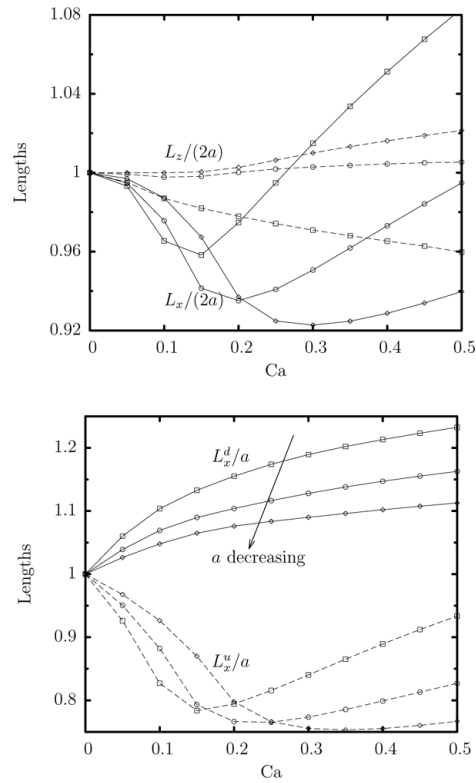 1.08
1.04
1
0.96
0.92
Lengths
L_z/(2a)
L_x/(2a)
0 0.1 0.2 0.3 0.4 0.5
Ca
1.2
1.1
1
0.9
0.8
Lengths
L_x^d/a
a decreasing
L_x^u/a
0 0.1 0.2 0.3 0.4 0.5
Ca